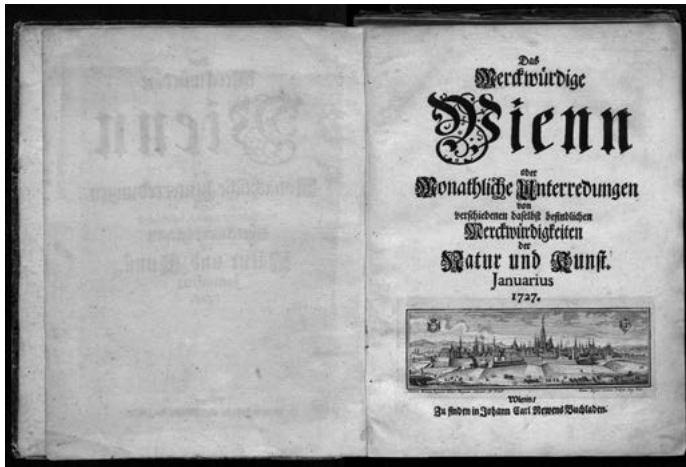 Das
Merckwürdige
Wienn
oder
Monathliche Unterredungen
von
verschiedenen daselbst befindlichen
Merckwürdigkeiten
der
Natur und Kunst.
Januarius
1727.
Wienn/
Zu finden in Johann Carl Newens Buchladen.